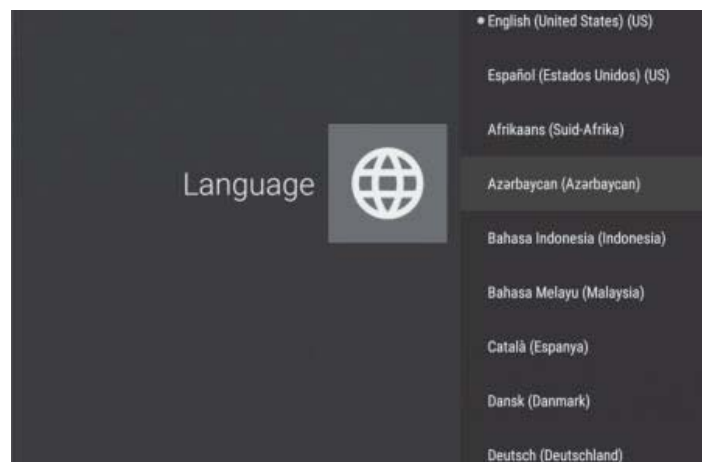 English (United States) (US)
Español (Estados Unidos) (US)
Afrikaans (Suid-Afrika)
Language
Azərbaycan (Azərbaycan)
Bahasa Indonesia (Indonesia)
Bahasa Melayu (Malaysia)
Català (Espanya)
Dansk (Danmark)
Deutsch (Deutschland)